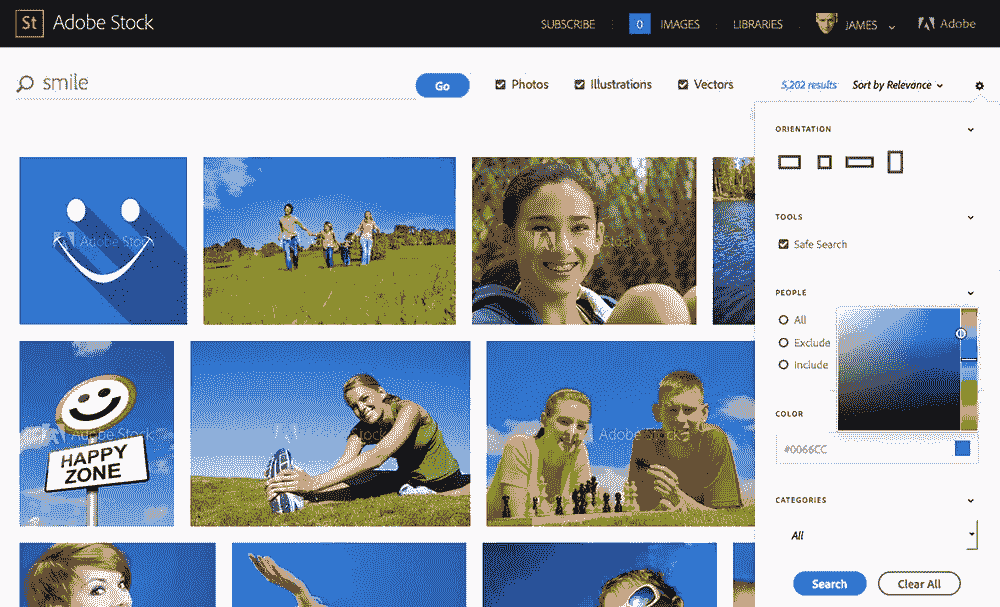 St Adobe Stock
SUBSCRIBE 0 IMAGES LIBRARIES JAMES Adobe
smile Go Photos Illustrations Vectors 5,202 results Sort by Relevance
ORIENTATION
TOOLS
Safe Search
PEOPLE
All
Exclude
Include
COLOR
#0066CC
CATEGORIES
All
Search Clear All
Adobe Stock
Adobe Stock
Stock
Adobe Stock
HAPPY
ZONE
Adobe Stock